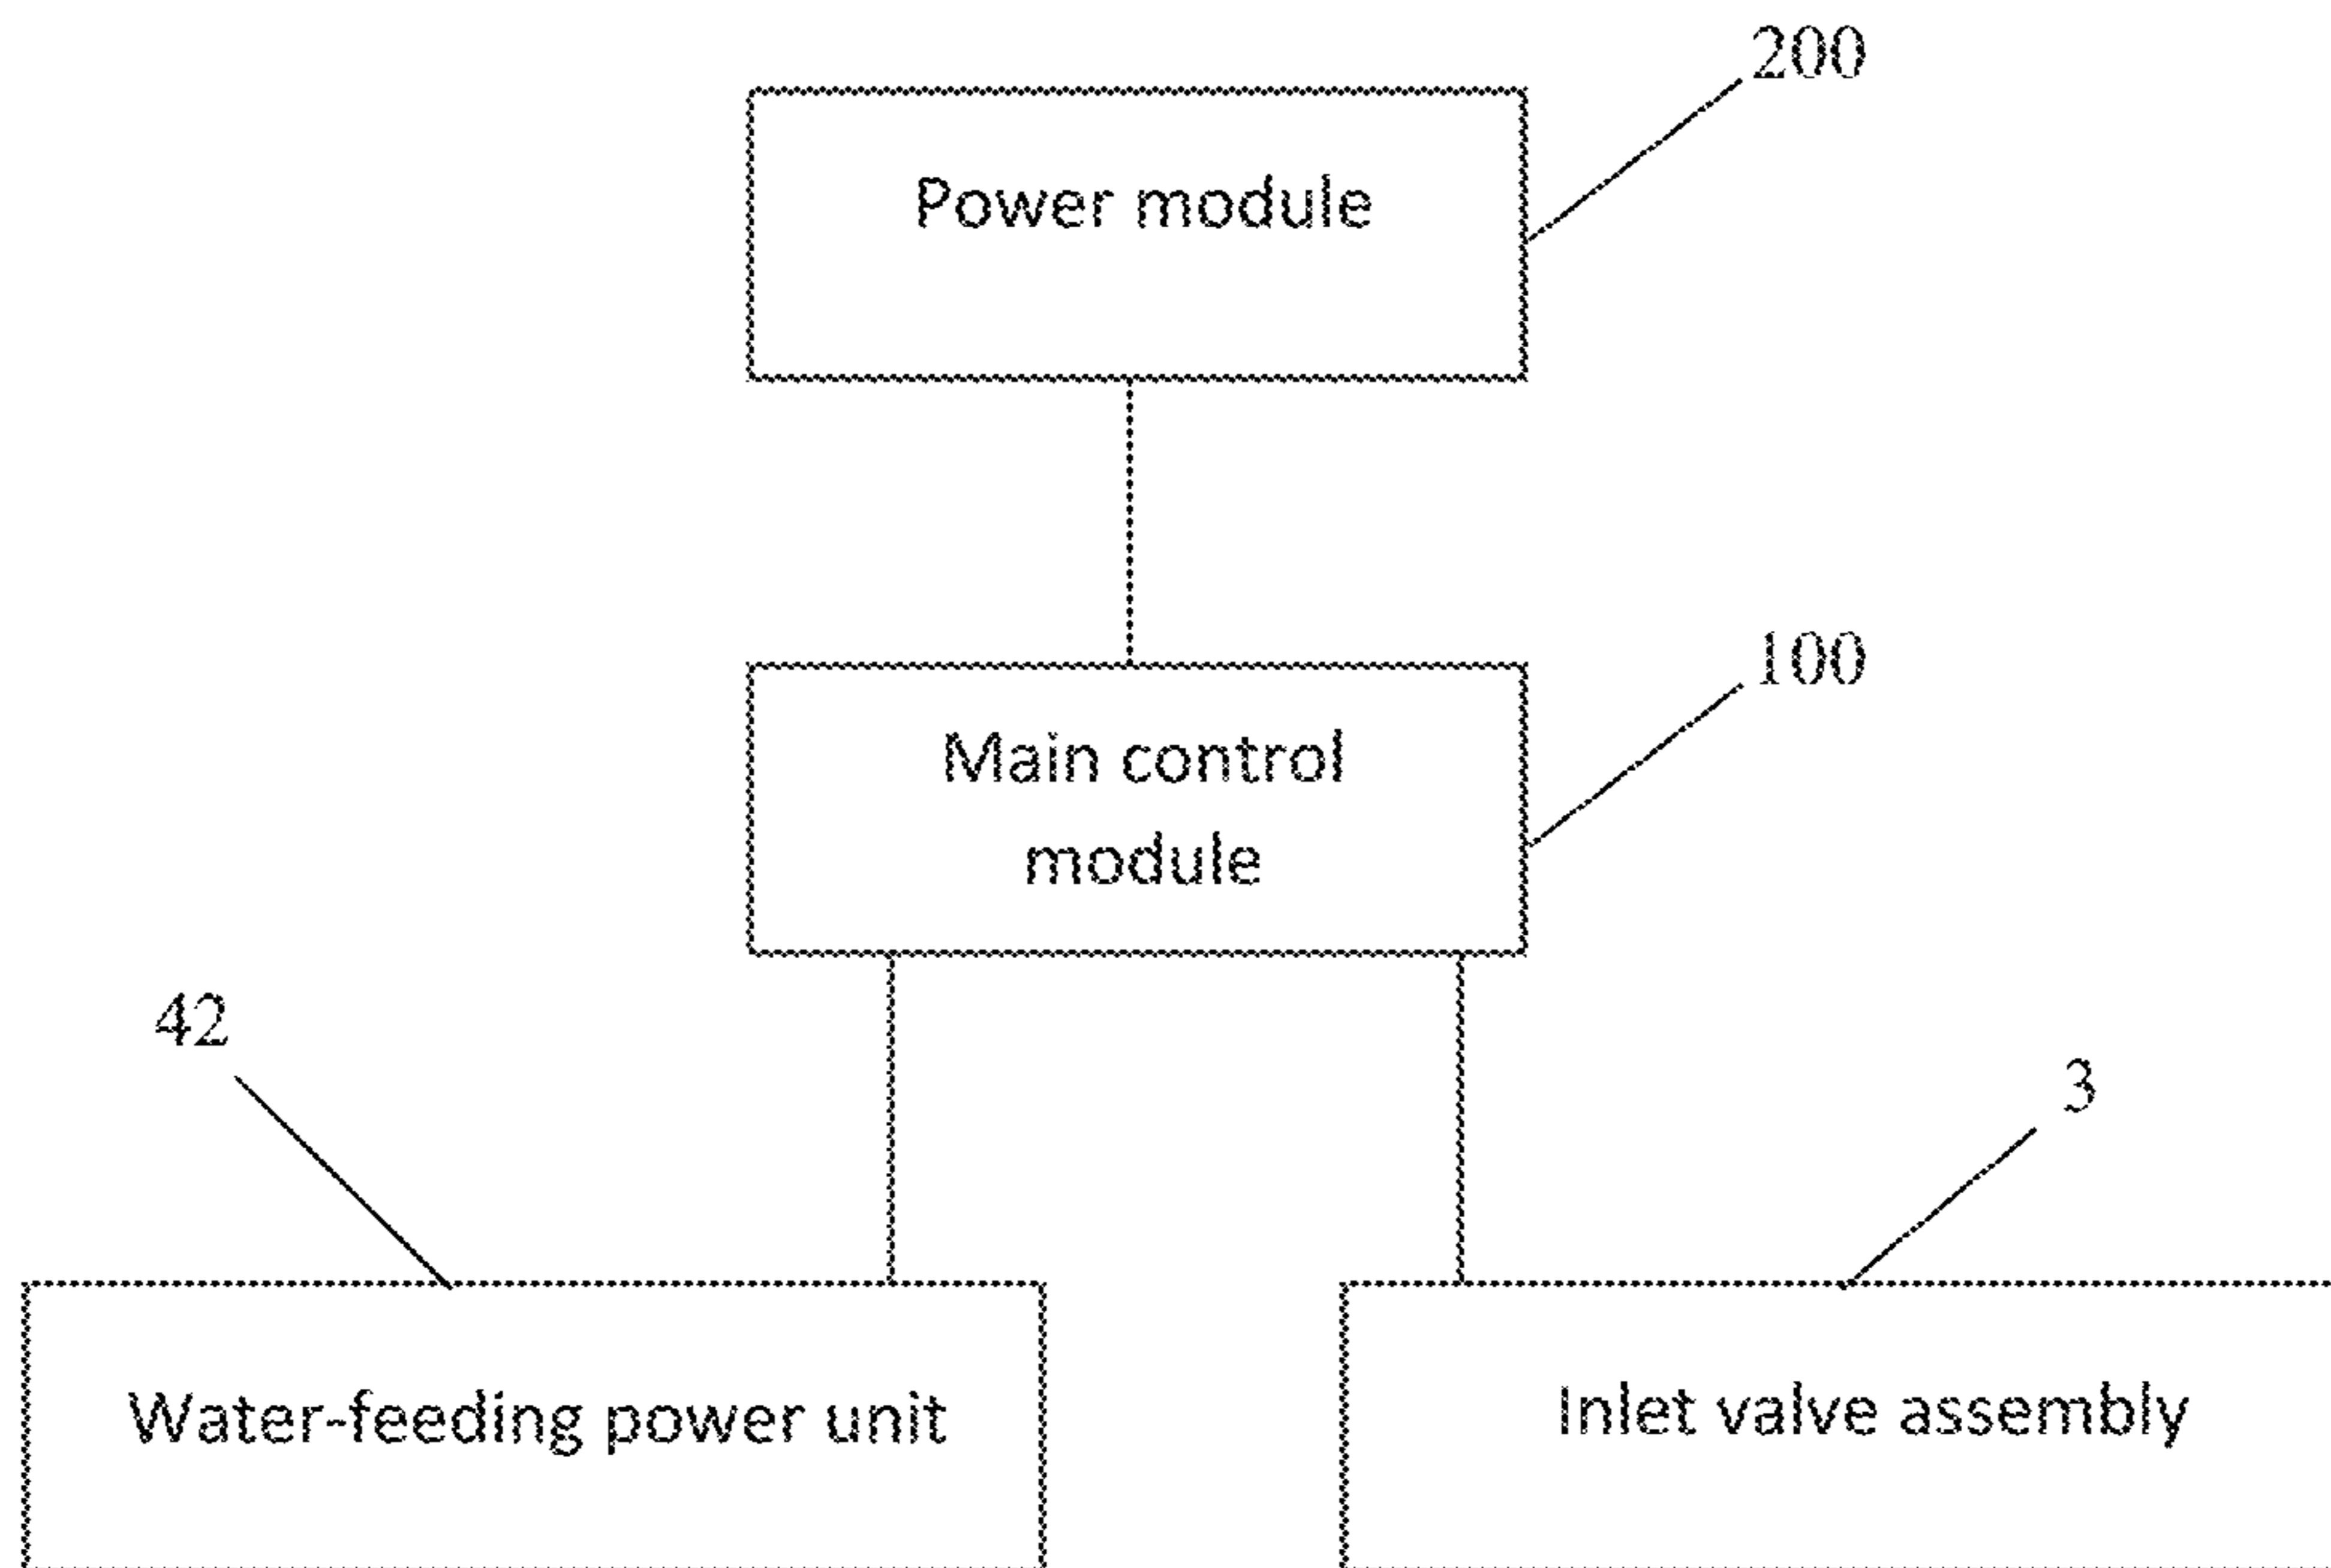 200
Power module
100
Main control
module
42
3
Water-feeding power unit
Inlet valve assembly